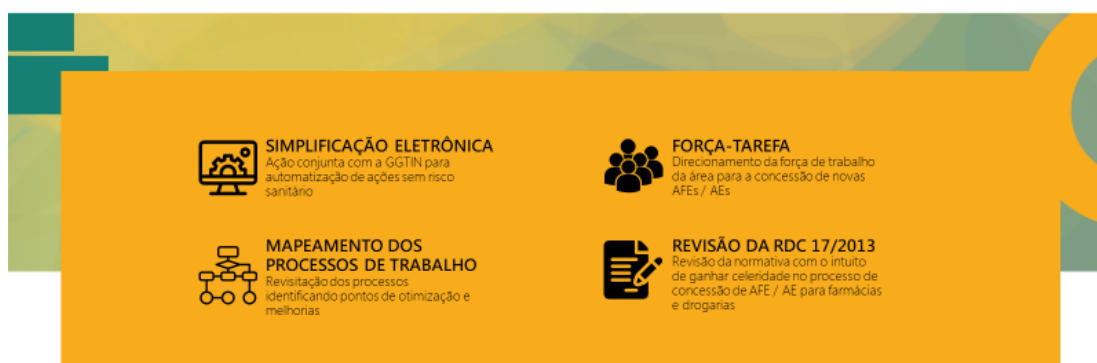 SIMPLIFICAÇÃO ELETRÔNICA
Ação conjunta com a GGTIN para
automatização de ações sem risco
sanitário
FORÇA-TAREFA
Direcionamento da força de trabalho
da área para a concessão de novas
AFEs / AEs
MAPEAMENTO DOS
PROCESSOS DE TRABALHO
Revisitação dos processos
identificando pontos de otimização e
melhorias
REVISÃO DA RDC 17/2013
Revisão da normativa com o intuito
de ganhar celeridade no processo de
concessão de AFE / AE para farmácias
e drogarias